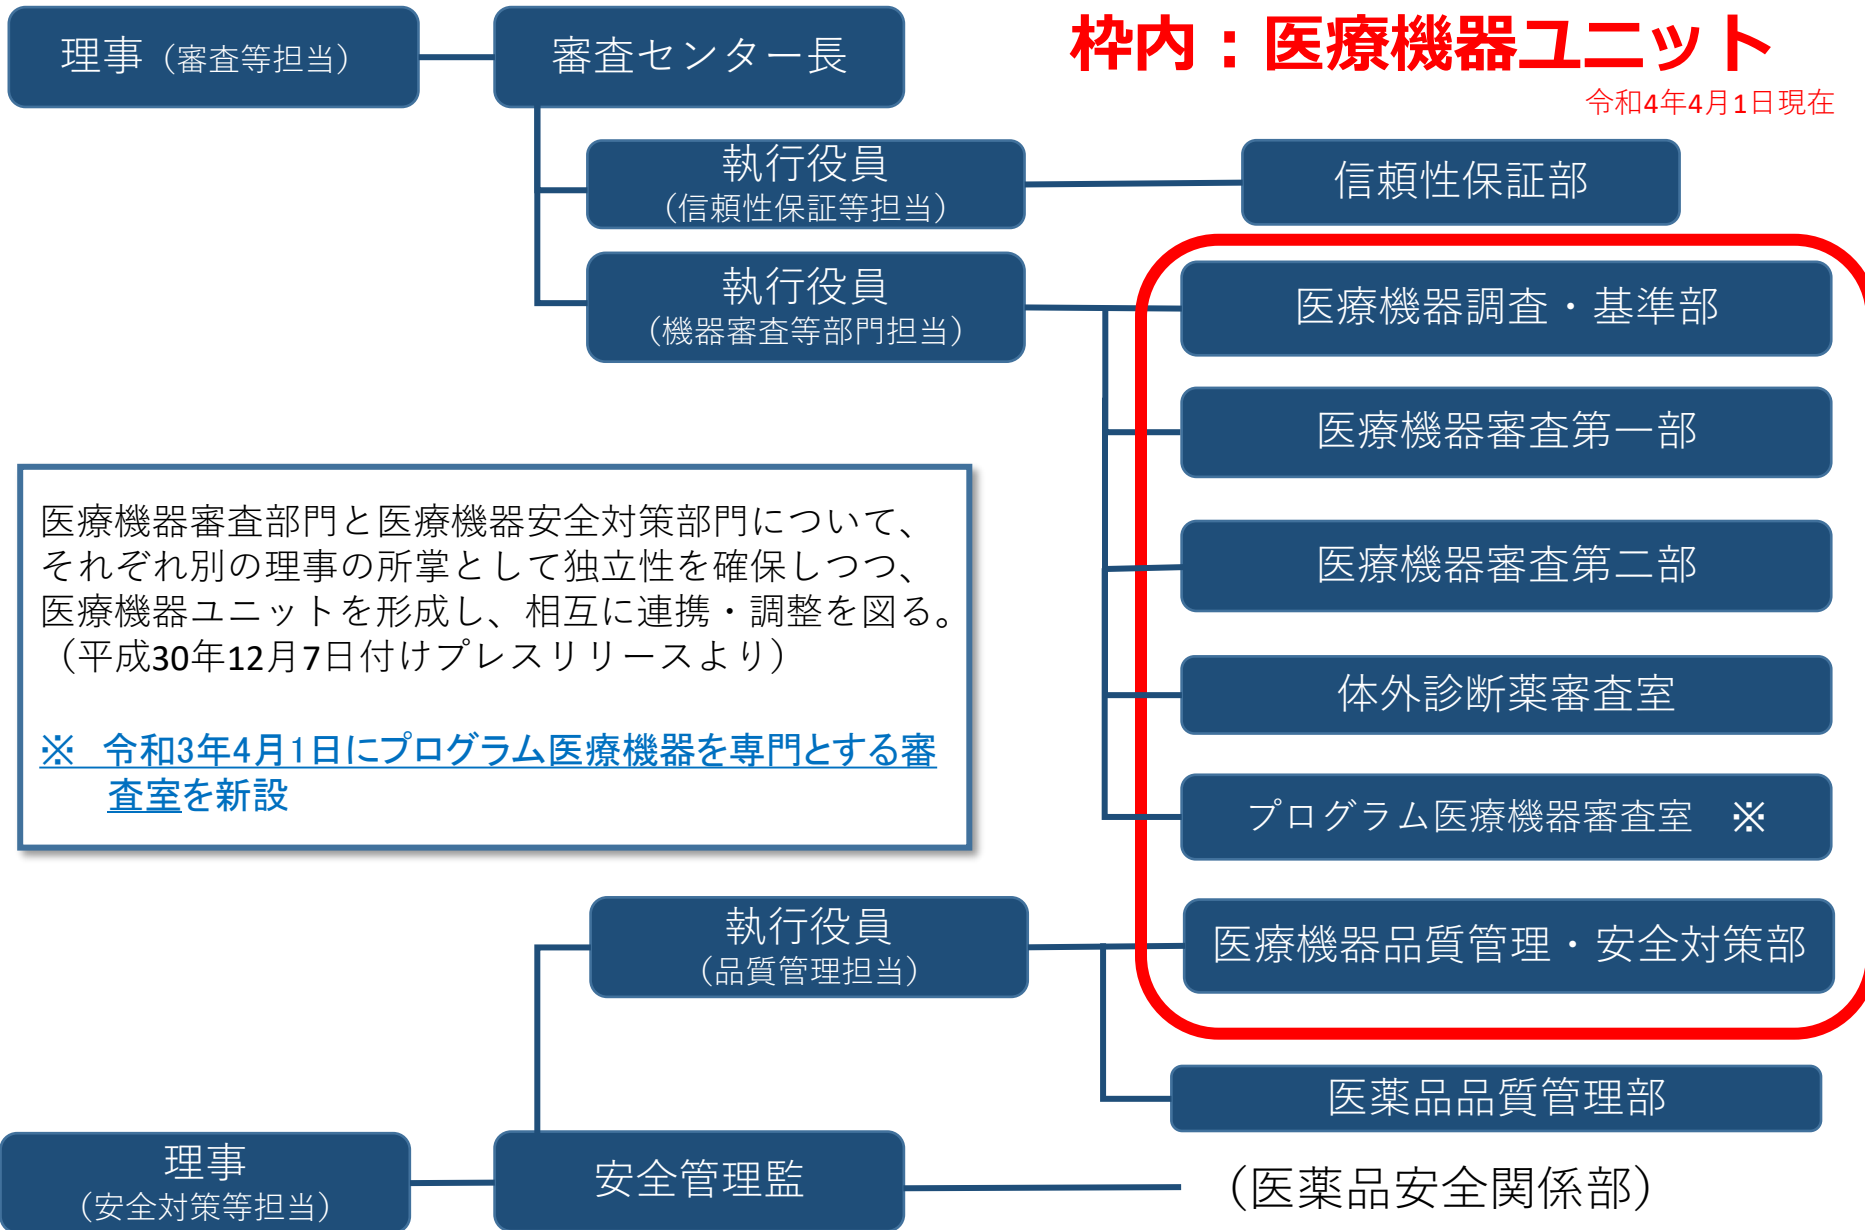 理事（審査等担当）
審査センター長
枠内：医療機器ユニット
令和4年4月1日現在
執行役員
（信頼性保証等担当）
信頼性保証部
執行役員
（機器審査等部門担当）
医療機器調査・基準部
医療機器審査第一部
医療機器審査部門と医療機器安全対策部門について、
それぞれ別の理事の所掌として独立性を確保しつつ、
医療機器ユニットを形成し、相互に連携・調整を図る。
（平成30年12月7日付けプレスリリースより）
※　令和3年4月1日にプログラム医療機器を専門とする審
査室を新設
医療機器審査第二部
体外診断薬審査室
プログラム医療機器審査室　※
執行役員
（品質管理担当）
医療機器品質管理・安全対策部
医薬品品質管理部
理事
（安全対策等担当）
安全管理監
（医薬品安全関係部）